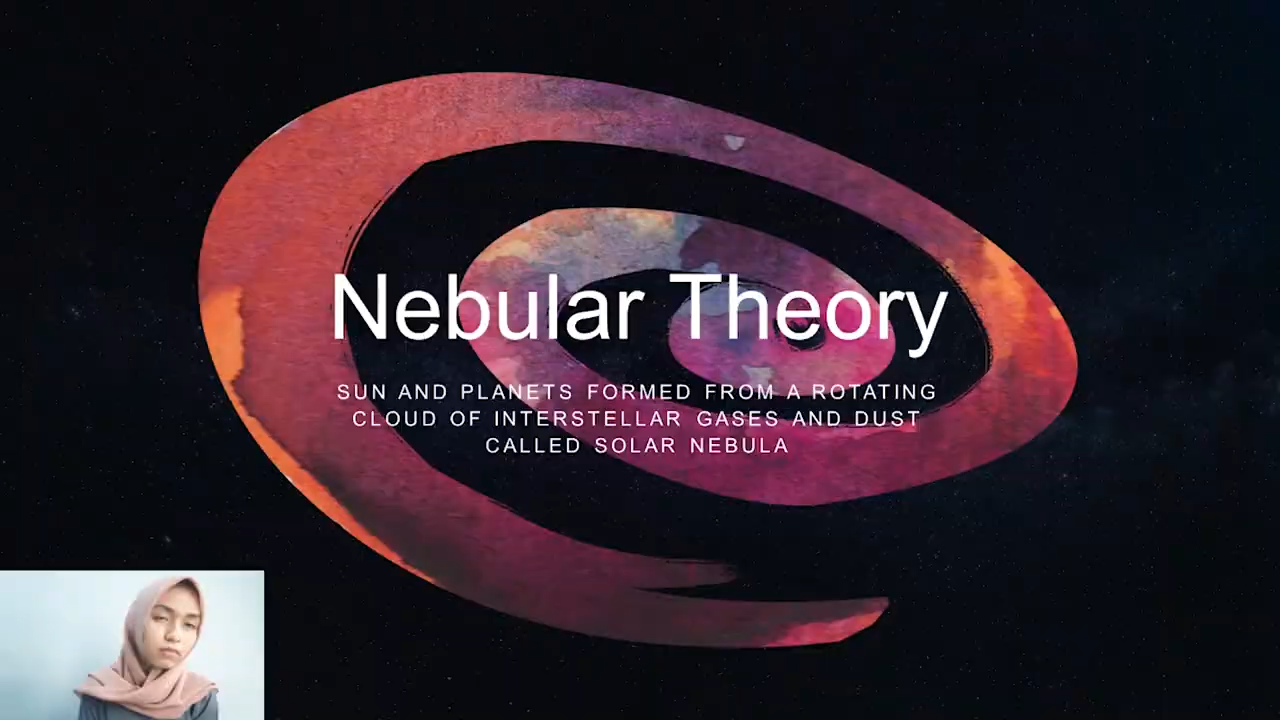 Nebular Theory
SUN AND PLANETS FORMED FROM A ROTATING
CLOUD OF INTERSTELLAR GASES AND DUST
CALLED SOLAR NEBULA